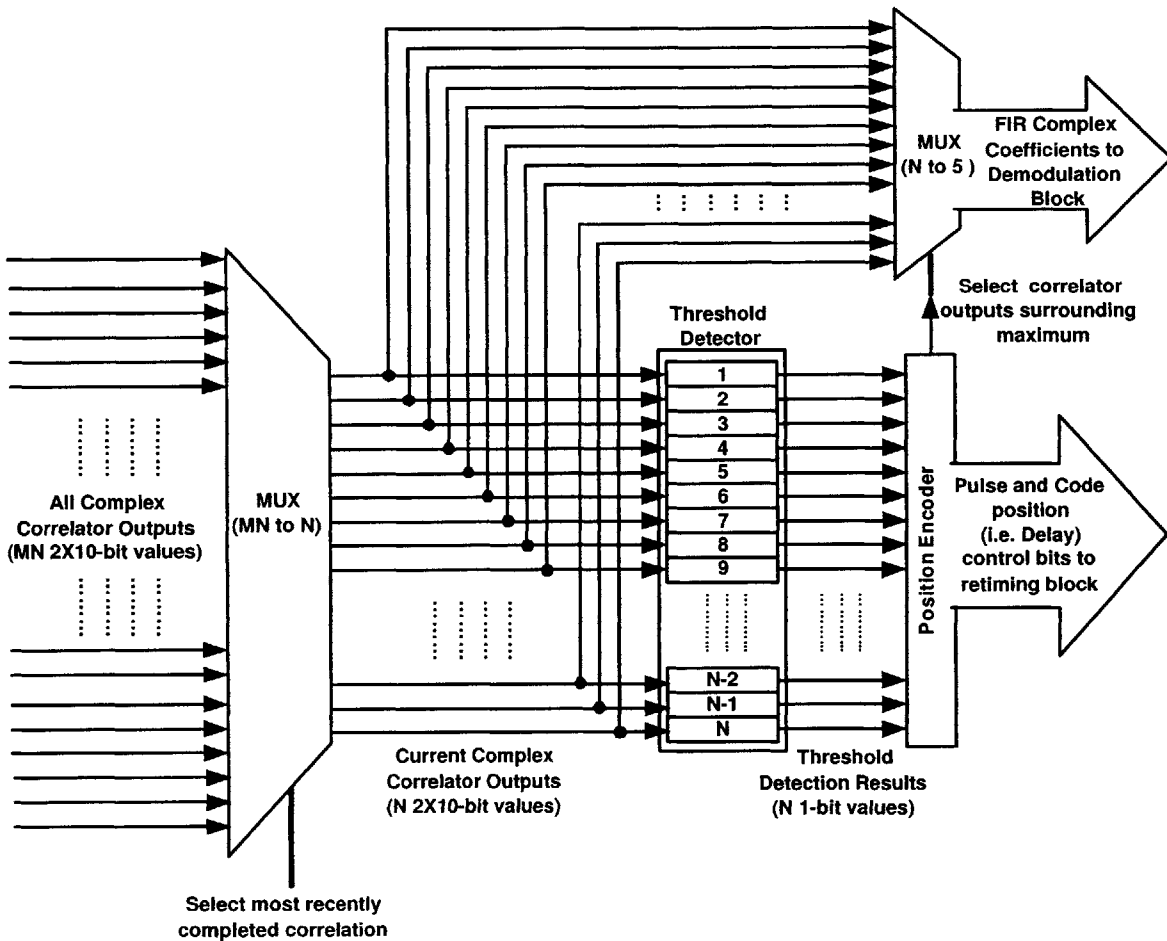 MUX
(N to 5 )
FIR Complex
Coefficients to
Demodulation
Block
Select correlator
outputs surrounding
maximum
Threshold
Detector
1
2
3
4
5
6
7
8
9
N-2
N-1
N
All Complex
Correlator Outputs
(MN 2X10-bit values)
MUX
(MN to N)
Position Encoder
Pulse and Code
position
(i.e. Delay)
control bits to
retiming block
Current Complex
Correlator Outputs
(N 2X10-bit values)
Threshold
Detection Results
(N 1-bit values)
Select most recently
completed correlation